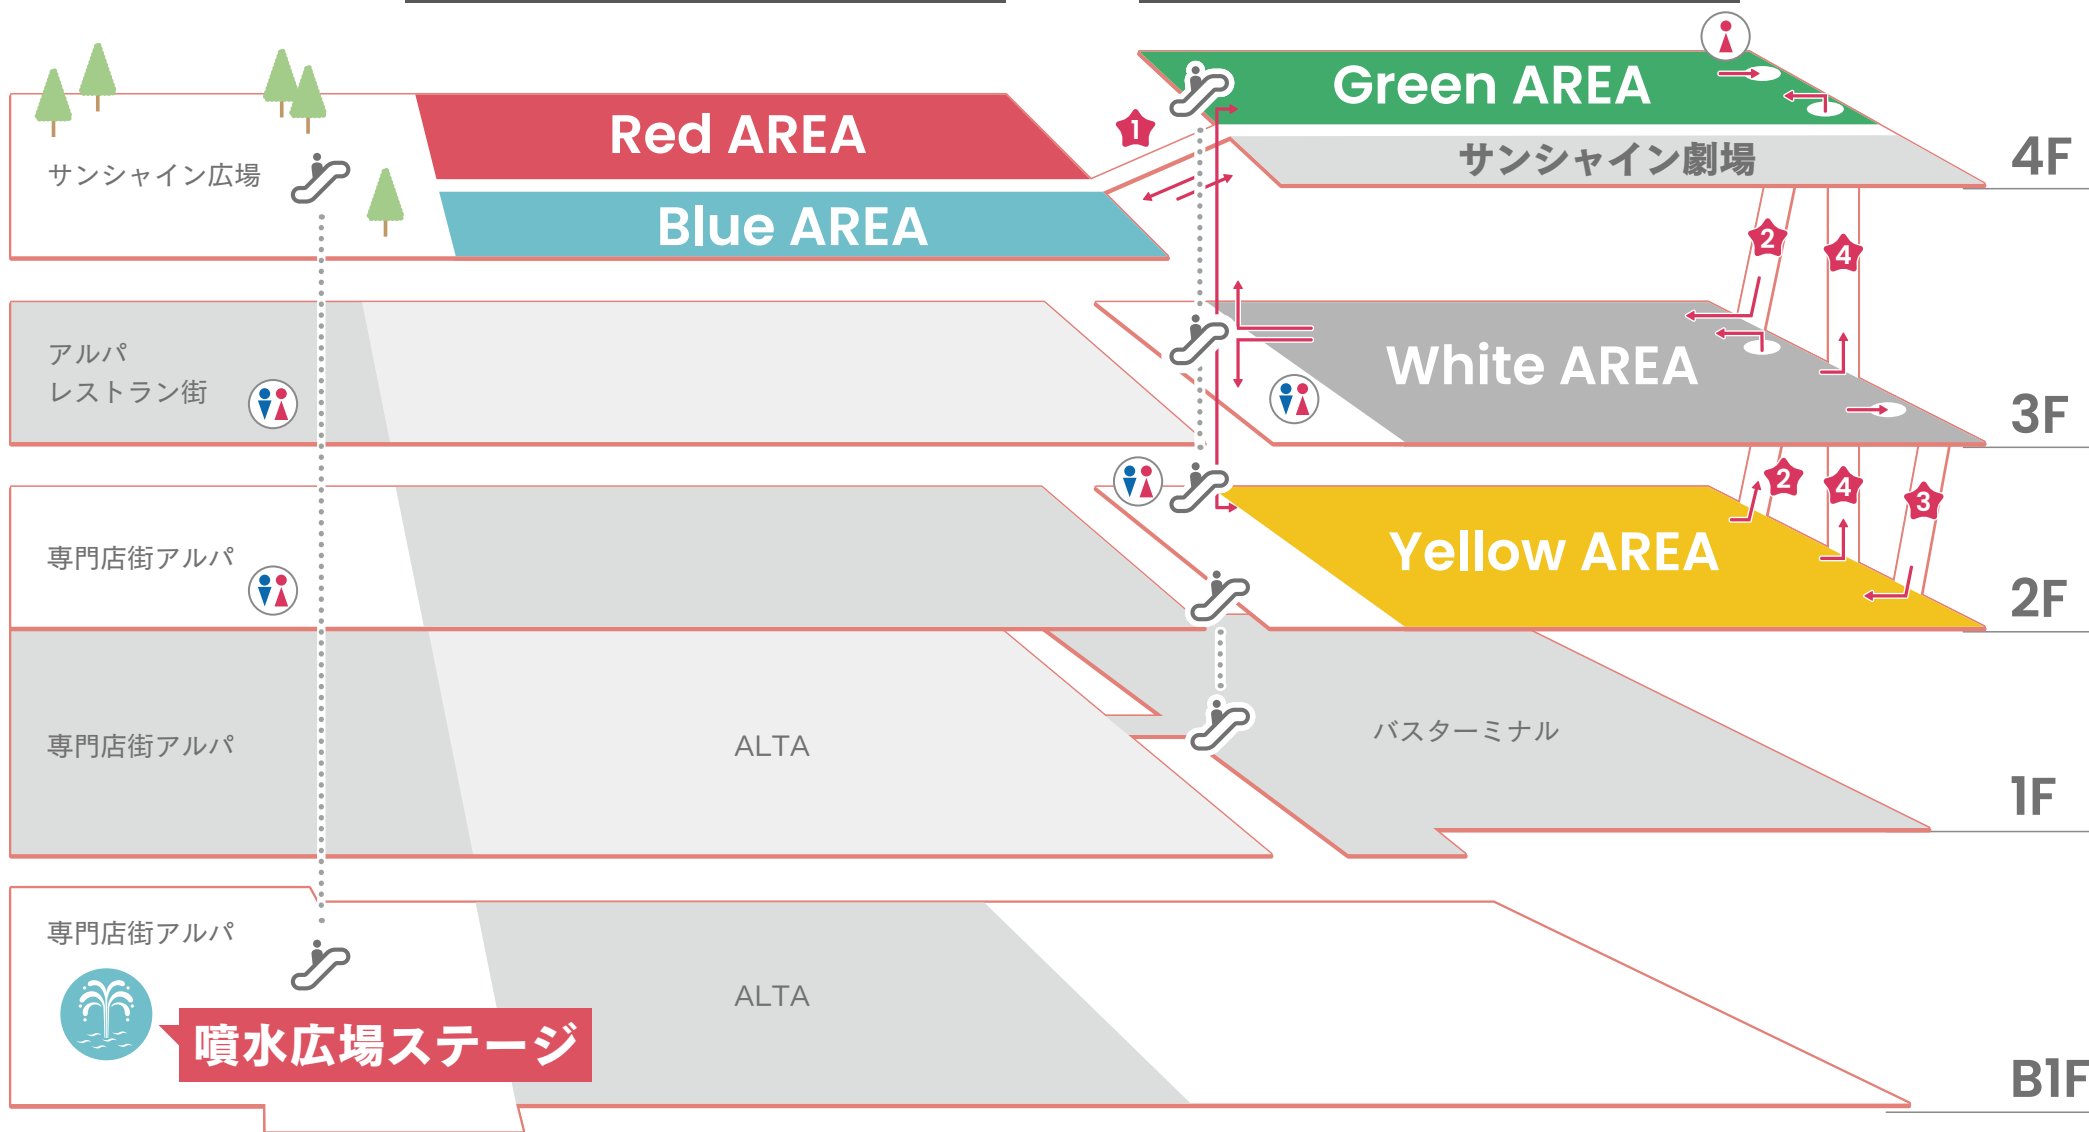 Green AREA
1
Red AREA
サンシャイン劇場
4F
サンシャイン広場
Blue AREA
2
4
アルパ
レストラン街
White AREA
3F
2
4
3
専門店街アルパ
Yellow AREA
2F
専門店街アルパ
ALTA
バスターミナル
1F
専門店街アルパ
ALTA
噴水広場ステージ
B1F